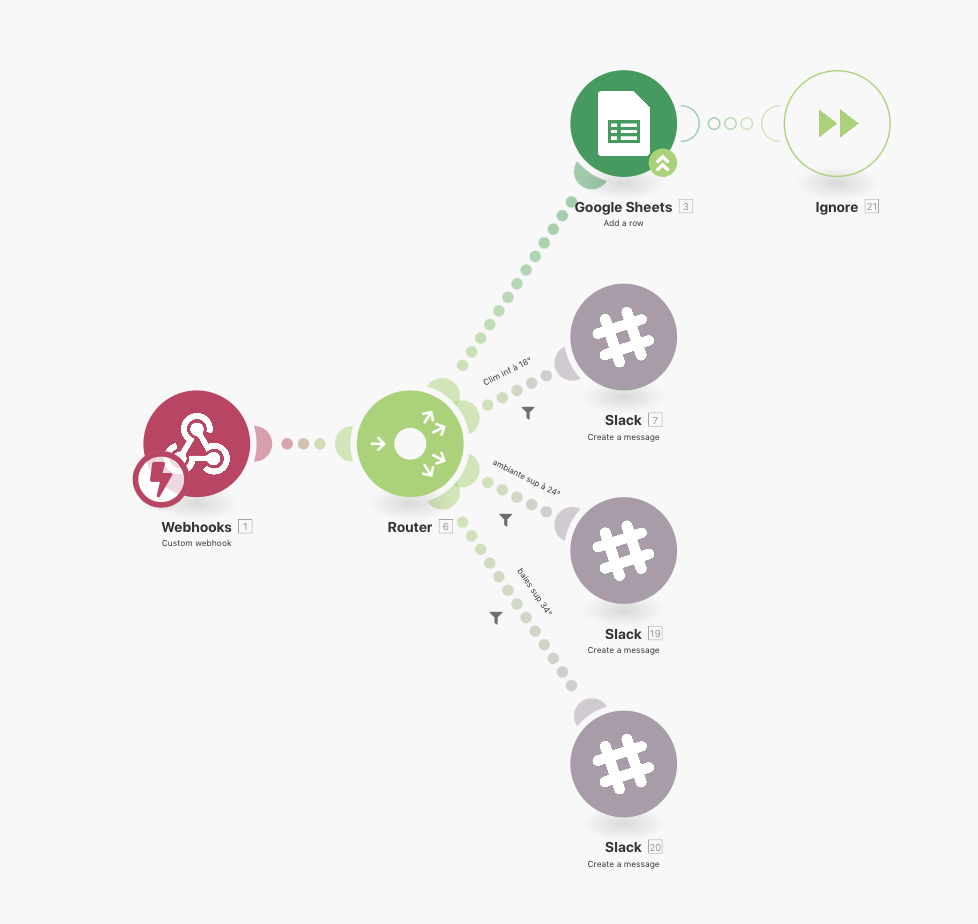 Google Sheets 3
Add a row
Ignore 21
Clim inf à 18°
Slack 7
Create a message
Webhooks 1
Custom webhook
Router 6
ambiante sup à 24°
baies sup 34°
Slack 19
Create a message
Slack 20
Create a message